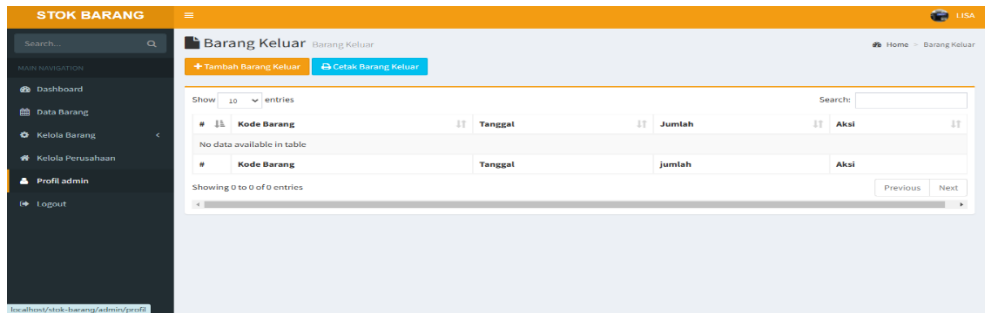 STOK BARANG
LISA
Search...
MAIN NAVIGATION
Dashboard
Data Barang
Kelola Barang
Kelola Perusahaan
Profil admin
Logout
Barang Keluar Barang Keluar
Home > Barang Keluar
+ Tambah Barang Keluar Cetak Barang Keluar
Show 10 entries Search:
# Kode Barang Tanggal Jumlah Aksi
No data available in table
# Kode Barang Tanggal jumlah Aksi
Showing 0 to 0 of 0 entries
Previous Next
localhost/stok-barang/admin/profil